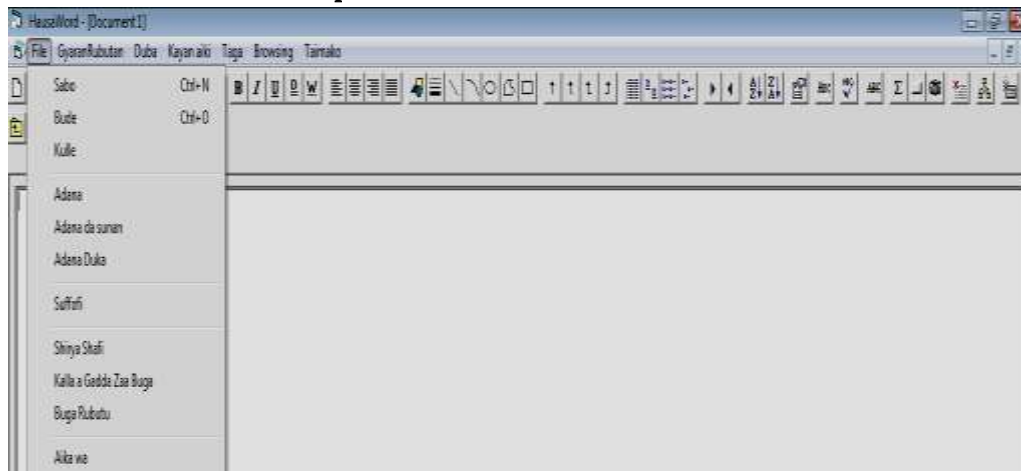 HausaWord - [Document1]
File GyaranRubutan Duba Kayan aiki Taga Browsing Taimako
Sabo Ctrl+N
Bude Ctrl+O
Kulle
Adana
Adana da sunan
Adana Duka
Suffofi
Shirya Shafi
Kalla a Gadda Zaa Buga
Buga Rubutu
Aika wa